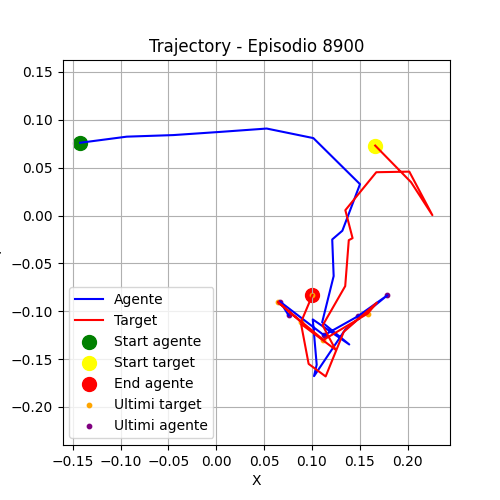 Trajectory - Episodio 8900
0.15
0.10
0.05
0.00
−0.05
−0.10
−0.15
−0.20
Agente
Target
Start agente
Start target
End agente
Ultimi target
Ultimi agente
−0.15 −0.10 −0.05 0.00 0.05 0.10 0.15 0.20
X